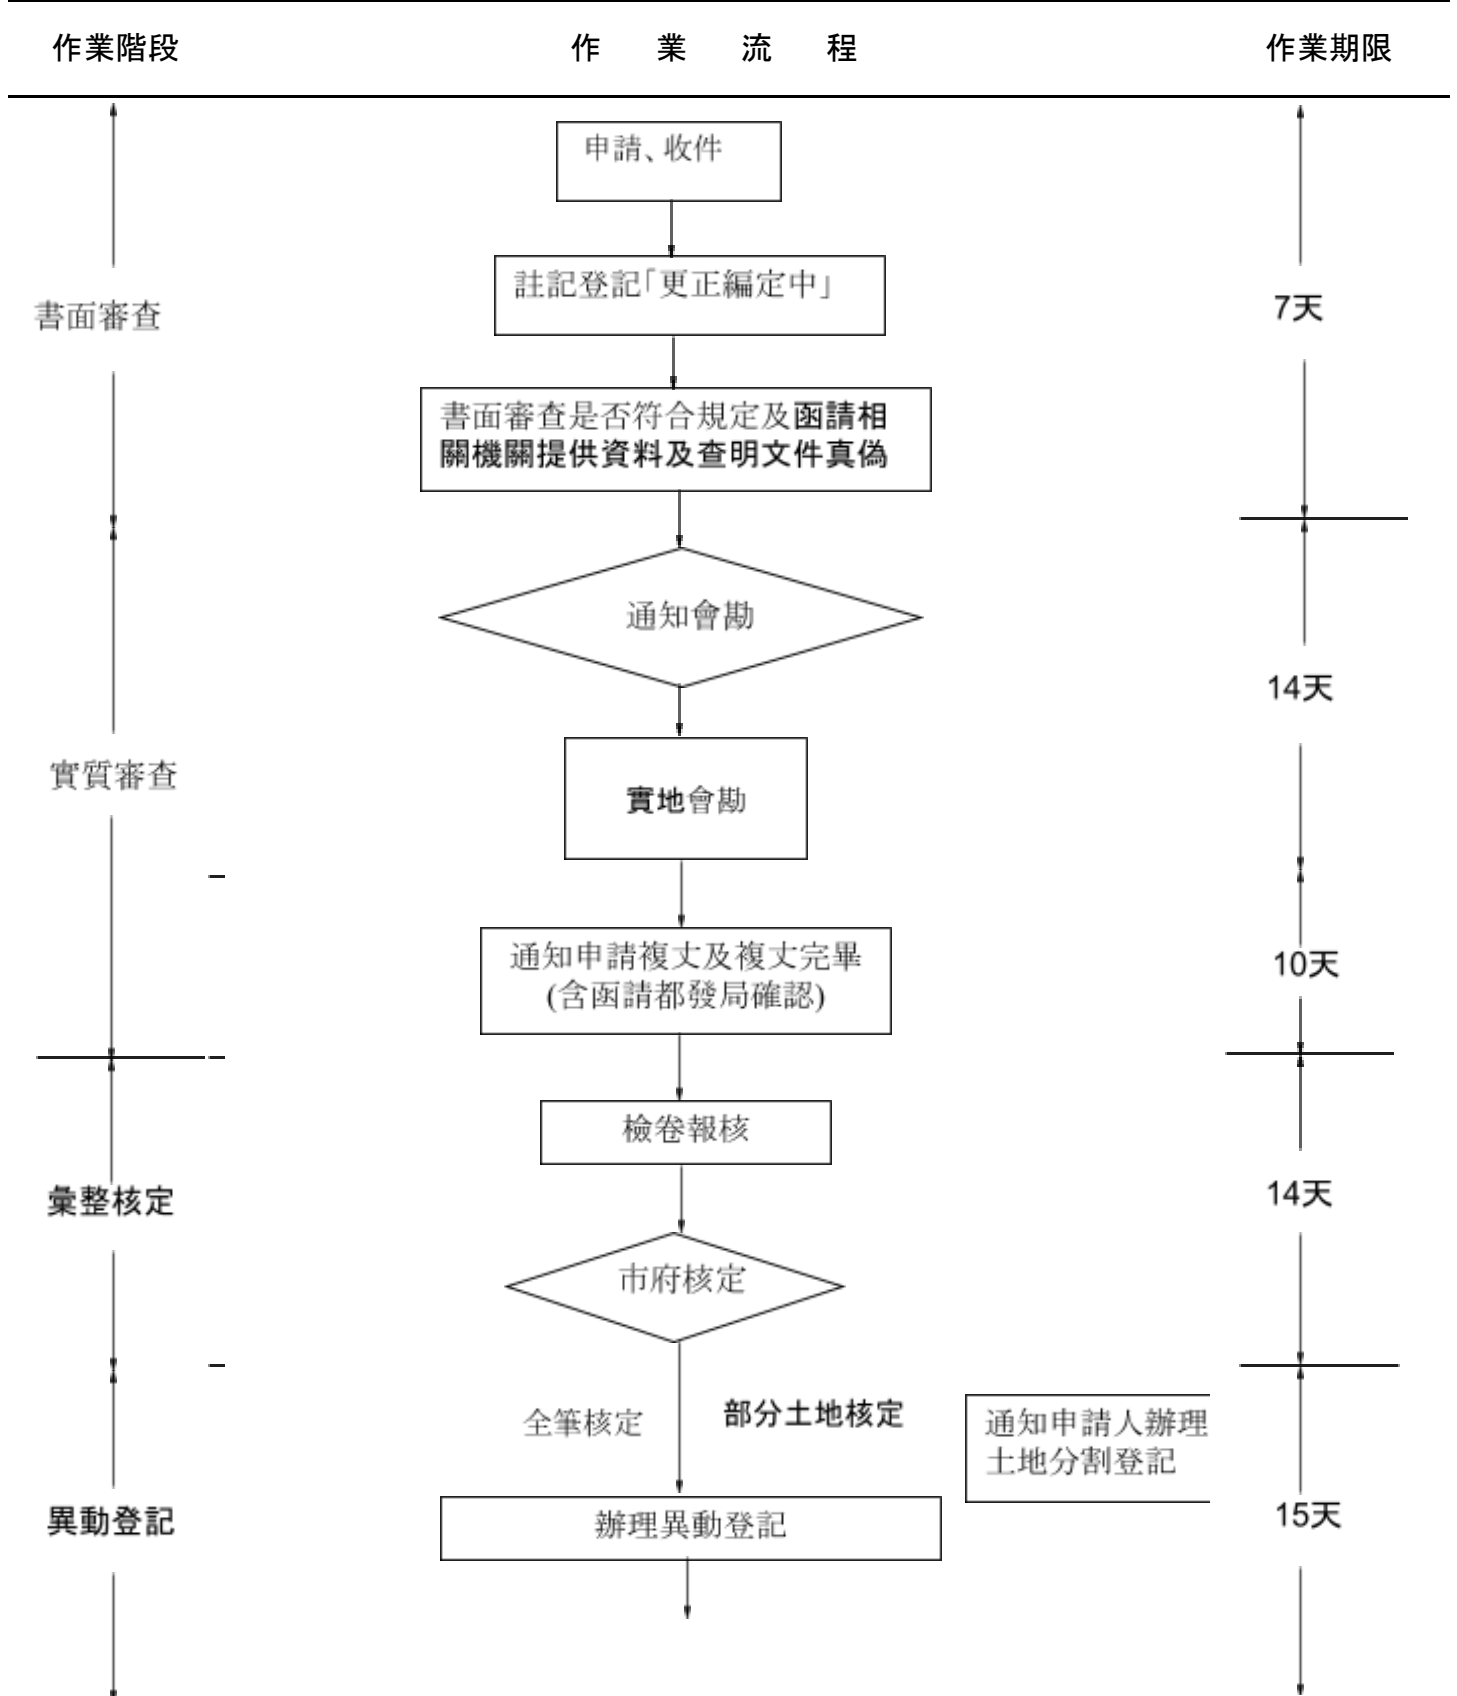 作業階段
作業流程
作業期限
申請、收件
註記登記「更正編定中」
書面審查
7天
書面審查是否符合規定及函請相
關機關提供資料及查明文件真偽
通知會勘
14天
實質審查
實地會勘
通知申請複丈及複丈完畢
(含函請都發局確認)
10天
檢卷報核
彙整核定
14天
市府核定
全筆核定
部分土地核定
通知申請人辦理
土地分割登記
異動登記
辦理異動登記
15天